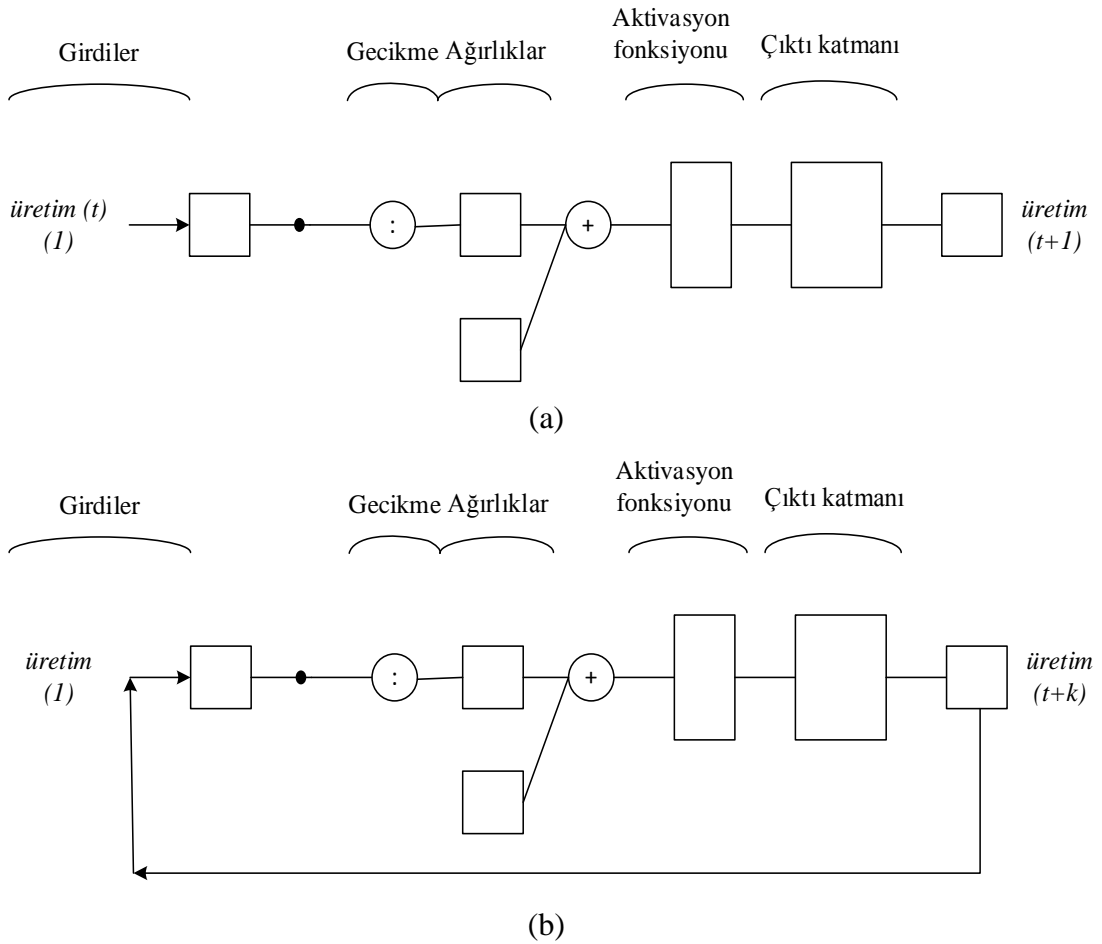 Aktivasyon
Girdiler Gecikme Ağırlıklar fonksiyonu Çıktı katmanı
üretim (t)
(1)
:
+
üretim
(t+1)
(a)
Aktivasyon
Girdiler Gecikme Ağırlıklar fonksiyonu Çıktı katmanı
üretim
(1)
:
+
üretim
(t+k)
(b)